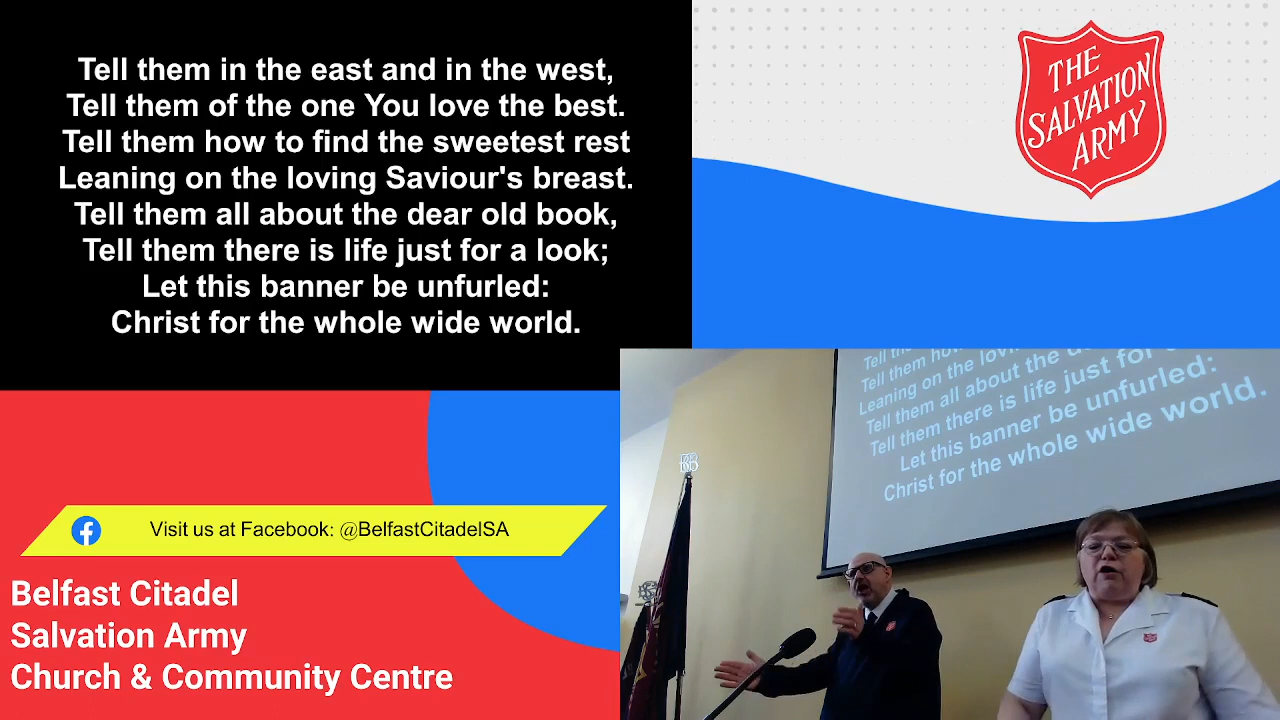 Tell them in the east and in the west,
Tell them of the one You love the best.
Tell them how to find the sweetest rest
Leaning on the loving Saviour's breast.
Tell them all about the dear old book,
Tell them there is life just for a look;
Let this banner be unfurled:
Christ for the whole wide world.
THE
SALVATION
ARMY
Visit us at Facebook: @BelfastCitadelSA
Belfast Citadel
Salvation Army
Church & Community Centre
Tell
Tell them how
Leaning on the
Tell them all about the
Tell them there is life just for
Let this banner be unfurled:
Christ for the whole wide world.